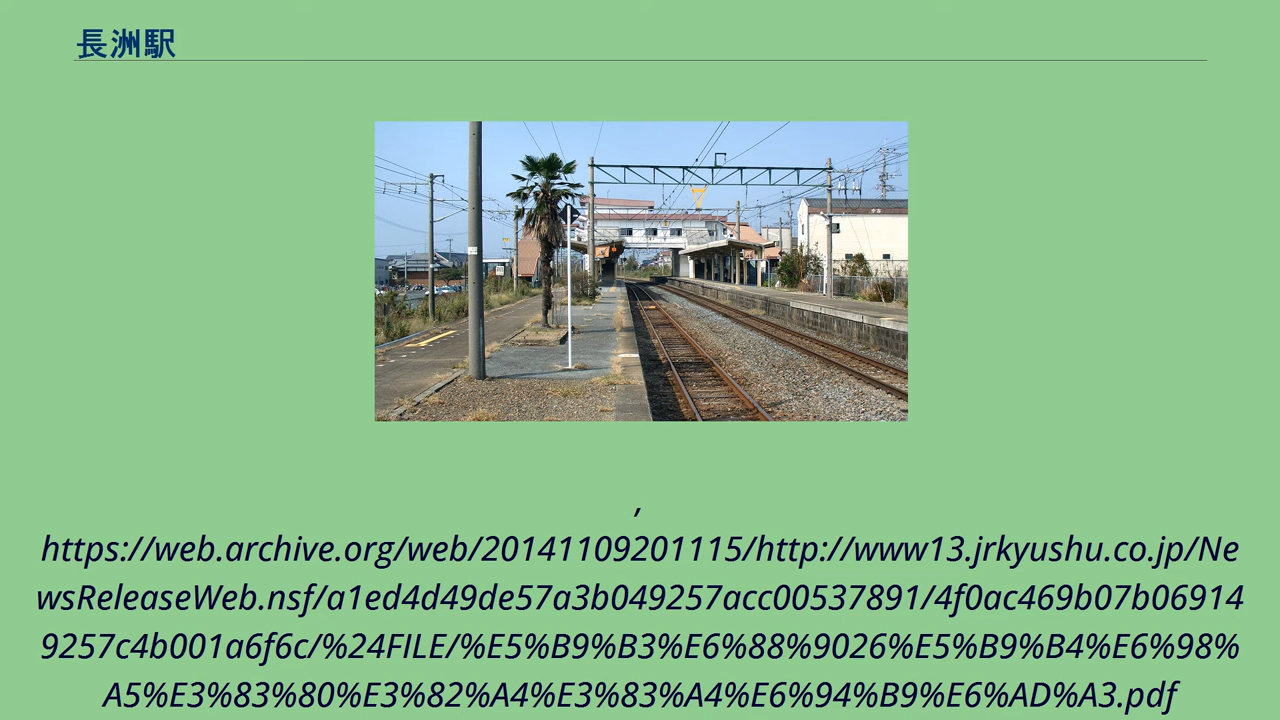 長洲駅
,
https://web.archive.org/web/20141109201115/http://www13.jrkyushu.co.jp/Ne
wsReleaseWeb.nsf/a1ed4d49de57a3b049257acc00537891/4f0ac469b07b06914
9257c4b001a6f6c/%24FILE/%E5%B9%B3%E6%88%9026%E5%B9%B4%E6%98%
A5%E3%83%80%E3%82%A4%E3%83%A4%E6%94%B9%E6%AD%A3.pdf